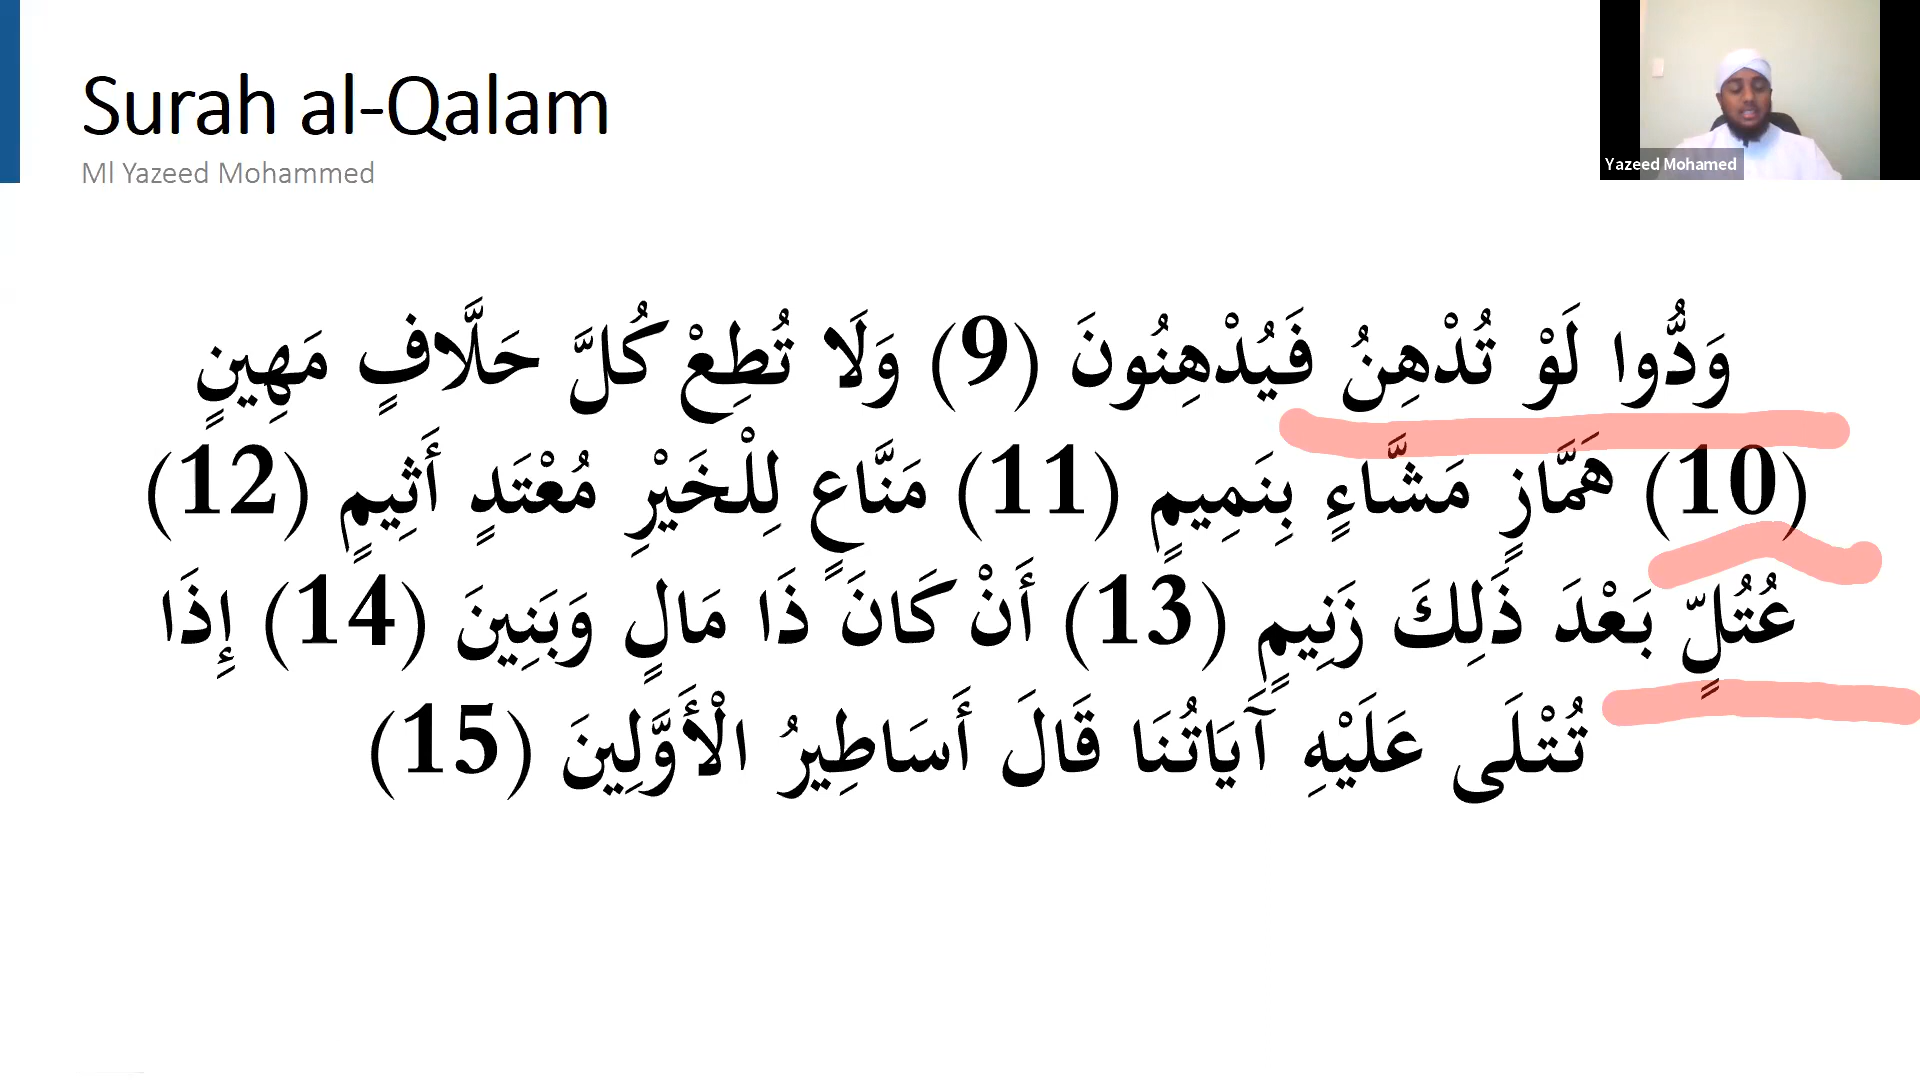 Surah al-Qalam
Ml Yazeed Mohammed
Yazeed Mohamed
وَدُّوا لَوْ تُدْهِنُ فَيُدْهِنُونَ (9) وَلَا تُطِعْ كُلَّ حَلَّافٍ مَهِينٍ
(10) هَمَّازٍ مَشَّاءٍ بِنَمِيمٍ (11) مَنَّاعٍ لِلْخَيْرِ مُعْتَدٍ أَثِيمٍ (12)
عُتُلٍّ بَعْدَ ذَلِكَ زَنِيمٍ (13) أَنْ كَانَ ذَا مَالٍ وَبَنِينَ (14) إِذَا
تُتْلَى عَلَيْهِ آيَاتُنَا قَالَ أَسَاطِيرُ الْأَوَّلِينَ (15)